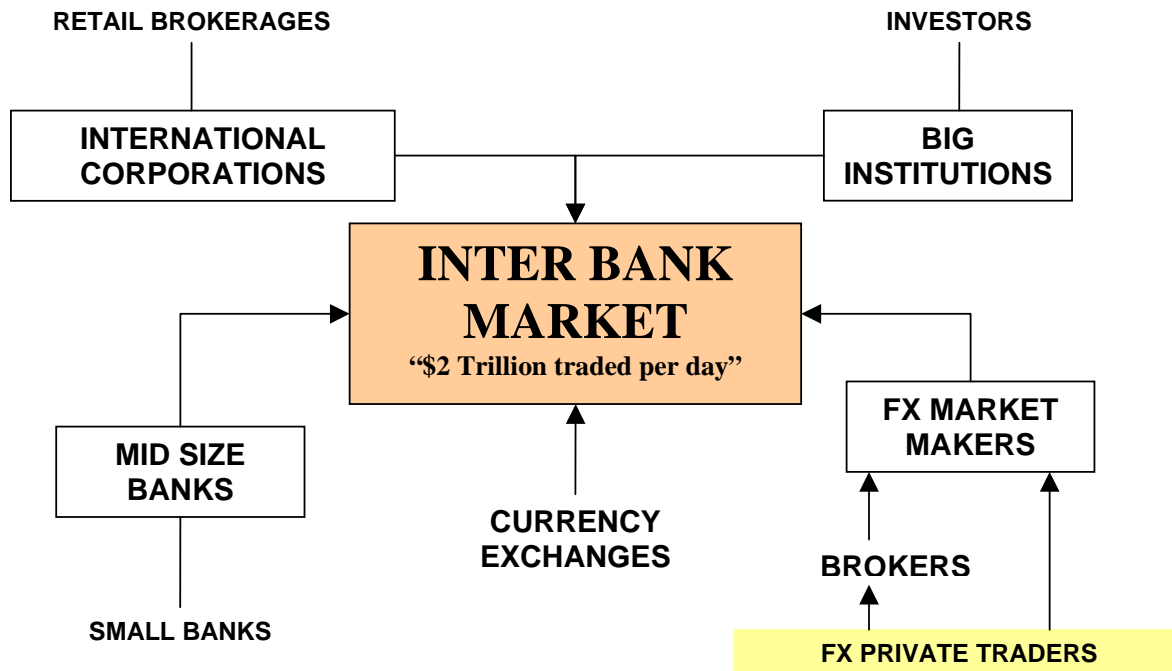 RETAIL BROKERAGES
INVESTORS
INTERNATIONAL
CORPORATIONS
BIG
INSTITUTIONS
INTER BANK
MARKET
“$2 Trillion traded per day”
MID SIZE
BANKS
FX MARKET
MAKERS
CURRENCY
EXCHANGES
BROKERS
SMALL BANKS
FX PRIVATE TRADERS